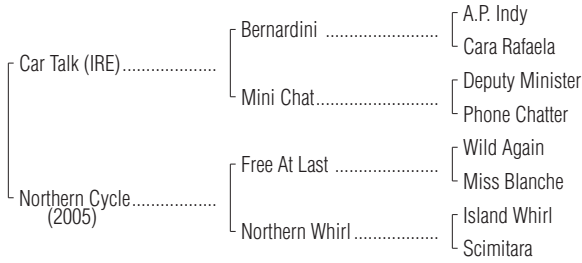 A.P. Indy
Bernardini ........................
Cara Rafaela
Car Talk (IRE)....................
Deputy Minister
Mini Chat..........................
Phone Chatter
Wild Again
Free At Last ......................
Miss Blanche
Northern Cycle..................
(2005)
Island Whirl
Northern Whirl ..................
Scimitara